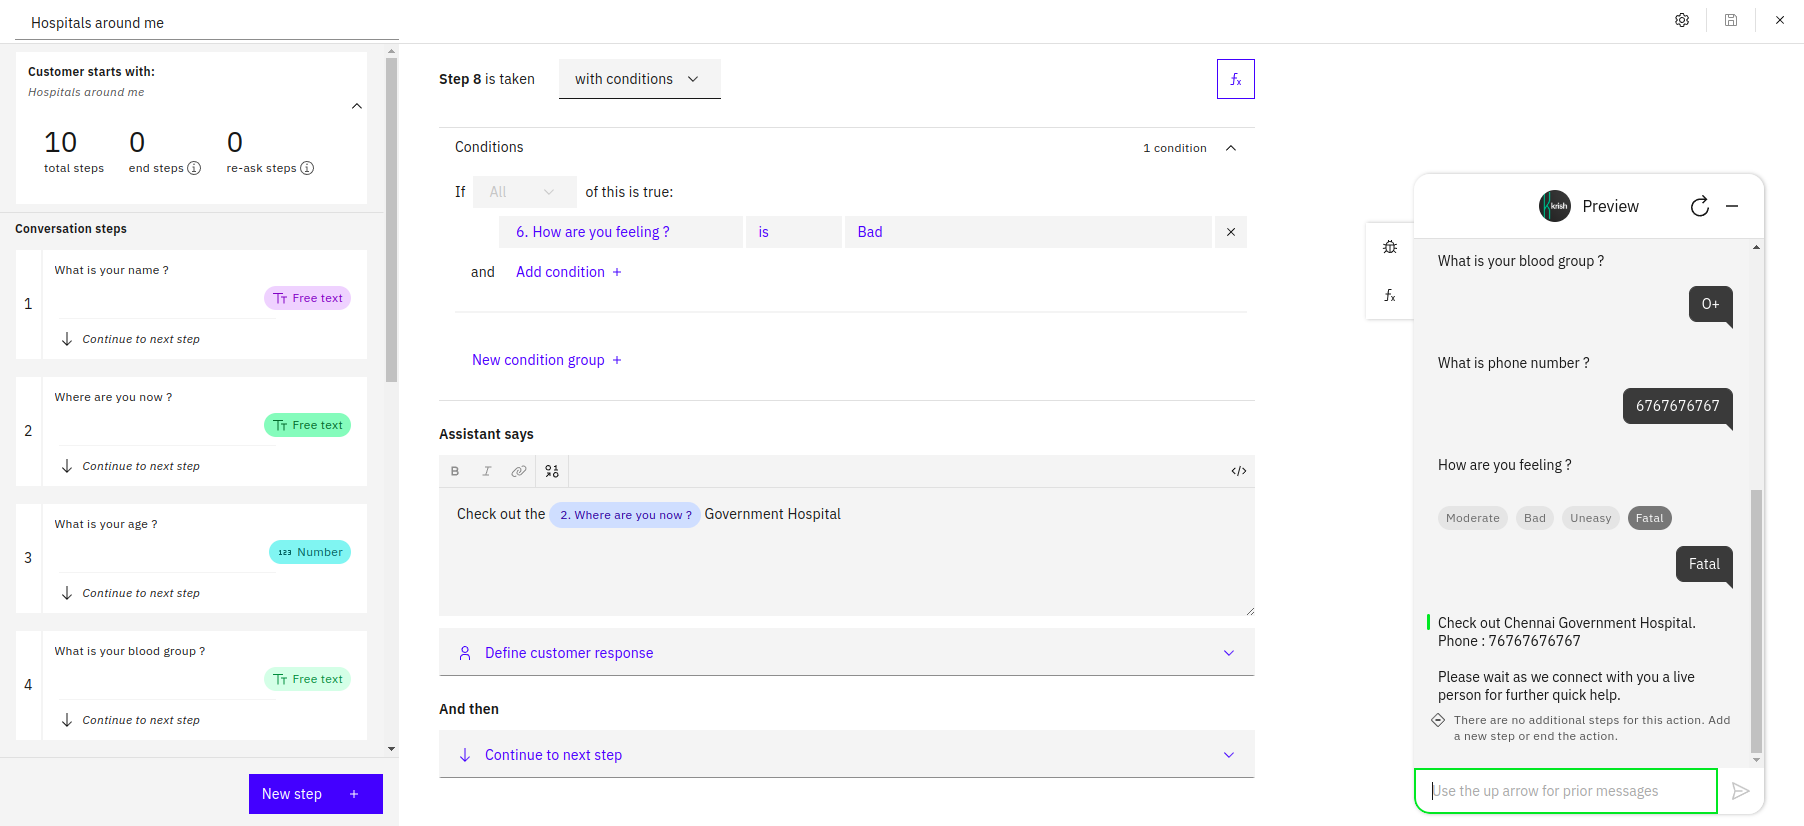 Hospitals around me
Customer starts with:
Hospitals around me
10 0 0
total steps end steps re-ask steps
Conversation steps
1
What is your name ?
Free text
Continue to next step
2
Where are you now ?
Free text
Continue to next step
3
What is your age ?
123 Number
Continue to next step
4
What is your blood group ?
Free text
Continue to next step
New step +
Step 8 is taken with conditions
fx
Conditions 1 condition
If All of this is true:
6. How are you feeling ? is Bad
and Add condition +
New condition group +
Assistant says
B I </>
Check out the 2. Where are you now ? Government Hospital
Define customer response
And then
Continue to next step
fx
krish Preview
What is your blood group ?
O+
What is phone number ?
6767676767
How are you feeling ?
Moderate Bad Uneasy Fatal
Fatal
Check out Chennai Government Hospital.
Phone : 76767676767
Please wait as we connect with you a live
person for further quick help.
There are no additional steps for this action. Add
a new step or end the action.
Use the up arrow for prior messages